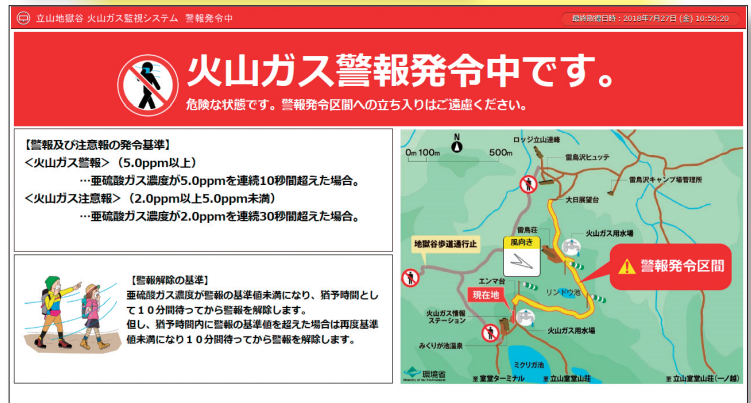 立山地獄谷 火山ガス監視システム 警報発令中
最終取得日時：2018年7月27日 (金) 10:50:20
火山ガス警報発令中です。
危険な状態です。警報発令区間への立ち入りはご遠慮ください。
【警報及び注意報の発令基準】
＜火山ガス警報＞（5.0ppm以上）
…亜硫酸ガス濃度が5.0ppmを連続10秒間超えた場合。
＜火山ガス注意報＞（2.0ppm以上5.0ppm未満）
…亜硫酸ガス濃度が2.0ppmを連続30秒間超えた場合。
【警報解除の基準】
亜硫酸ガス濃度が警報の基準値未満になり、猶予時間とし
て１０分間待ってから警報を解除します。
但し、猶予時間内に警報の基準値を超えた場合は再度基準
値未満になり１０分間待ってから警報を解除します。
N
0m 100m 500m
ロッジ立山連峰
雷鳥沢ヒュッテ
雷鳥沢キャンプ場管理所
大日展望台
雷鳥荘
火山ガス用水場
地獄谷歩道通行止
風向き
警報発令区間
エンマ台
現在地
リンドウ池
火山ガス情報
ステーション
火山ガス用水場
みくりが池温泉
ミクリガ池
環境省
至 室堂ターミナル
至 立山室堂山荘
至 立山室堂山荘(一ノ越)